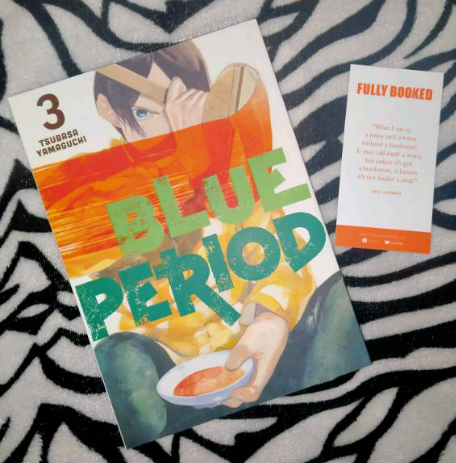 3
TSUBASA
YAMAGUCHI
BLUE
PERIOD
FULLY BOOKED
"What I say is,
a town isn't a town
without a bookstore.
It may call itself a town,
but unless it's got
a bookstore, it knows
it's not foolin' a soul."